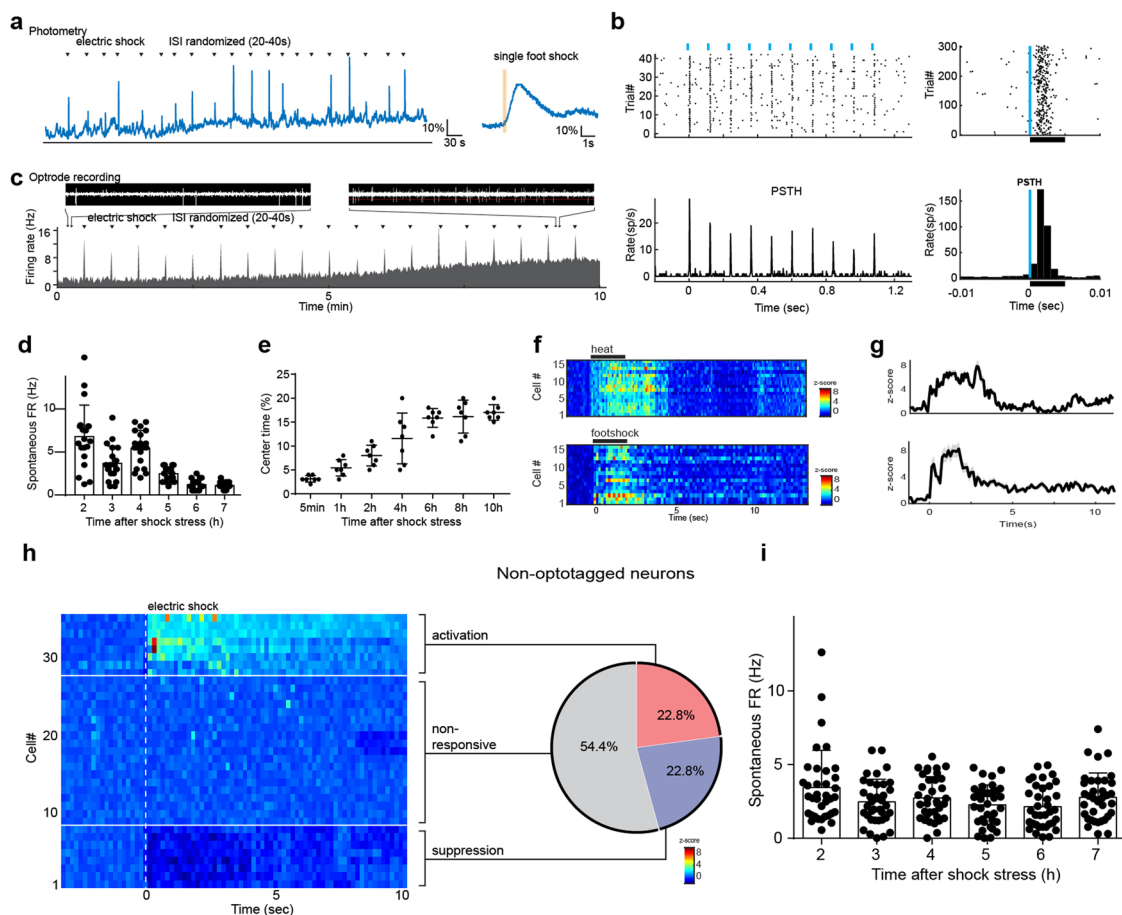 a
Photometry
electric shock ISI randomized (20-40s)
10%
30 s
single foot shock
10%
1s
b
Trial#
40
30
20
10
0
Trial#
300
200
100
0
PSTH
Rate(sp/s)
20
10
0
0 0.4 0.8 1.2
Time (sec)
PSTH
Rate(sp/s)
150
100
50
0
-0.01 0 0.01
Time (sec)
c
Optrode recording
electric shock ISI randomized (20-40s)
Firing rate (Hz)
16
12
8
4
0
0 5 10
Time (min)
d
Spontaneous FR (Hz)
10
5
0
2 3 4 5 6 7
Time after shock stress (h)
e
Center time (%)
25
20
15
10
5
0
5min 1h 2h 4h 6h 8h 10h
Time after shock stress
f
heat
Cell #
15
10
5
1
z-score
8
4
0
footshock
Cell #
15
10
5
1
z-score
8
4
0
0 5 10
Time (sec)
g
z-score
8
4
0
z-score
8
4
0
0 5 10
Time(s)
h
Non-optotagged neurons
electric shock
Cell#
30
20
10
1
0 5 10
Time (sec)
activation
non-
responsive
suppression
22.8%
54.4%
22.8%
z-score
8
4
0
i
Spontaneous FR (Hz)
10
5
0
2 3 4 5 6 7
Time after shock stress (h)